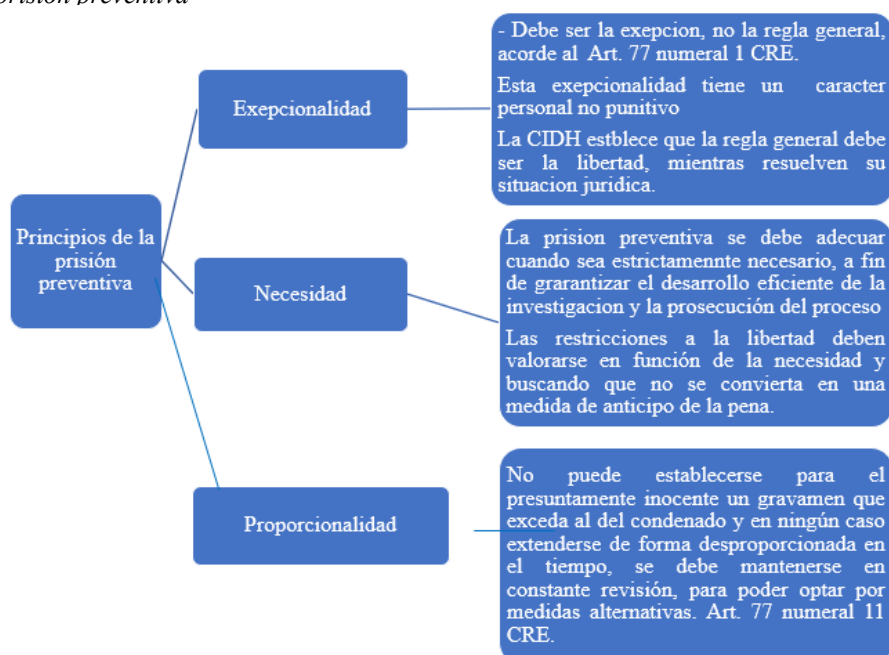 prisión preventiva
- Debe ser la exepcion, no la regla general,
acorde al Art. 77 numeral 1 CRE.
Esta exepcionalidad tiene un caracter
personal no punitivo
La CIDH estblece que la regla general debe
ser la libertad, mientras resuelven su
situacion juridica.
Exepcionalidad
Principios de la
prisión
preventiva
Necesidad
La prision preventiva se debe adecuar
cuando sea estrictamennte necesario, a fin
de grarantizar el desarrollo eficiente de la
investigacion y la prosecución del proceso
Las restricciones a la libertad deben
valorarse en función de la necesidad y
buscando que no se convierta en una
medida de anticipo de la pena.
Proporcionalidad
No puede establecerse para el
presuntamente inocente un gravamen que
exceda al del condenado y en ningún caso
extenderse de forma desproporcionada en
el tiempo, se debe mantenerse en
constante revisión, para poder optar por
medidas alternativas. Art. 77 numeral 11
CRE.